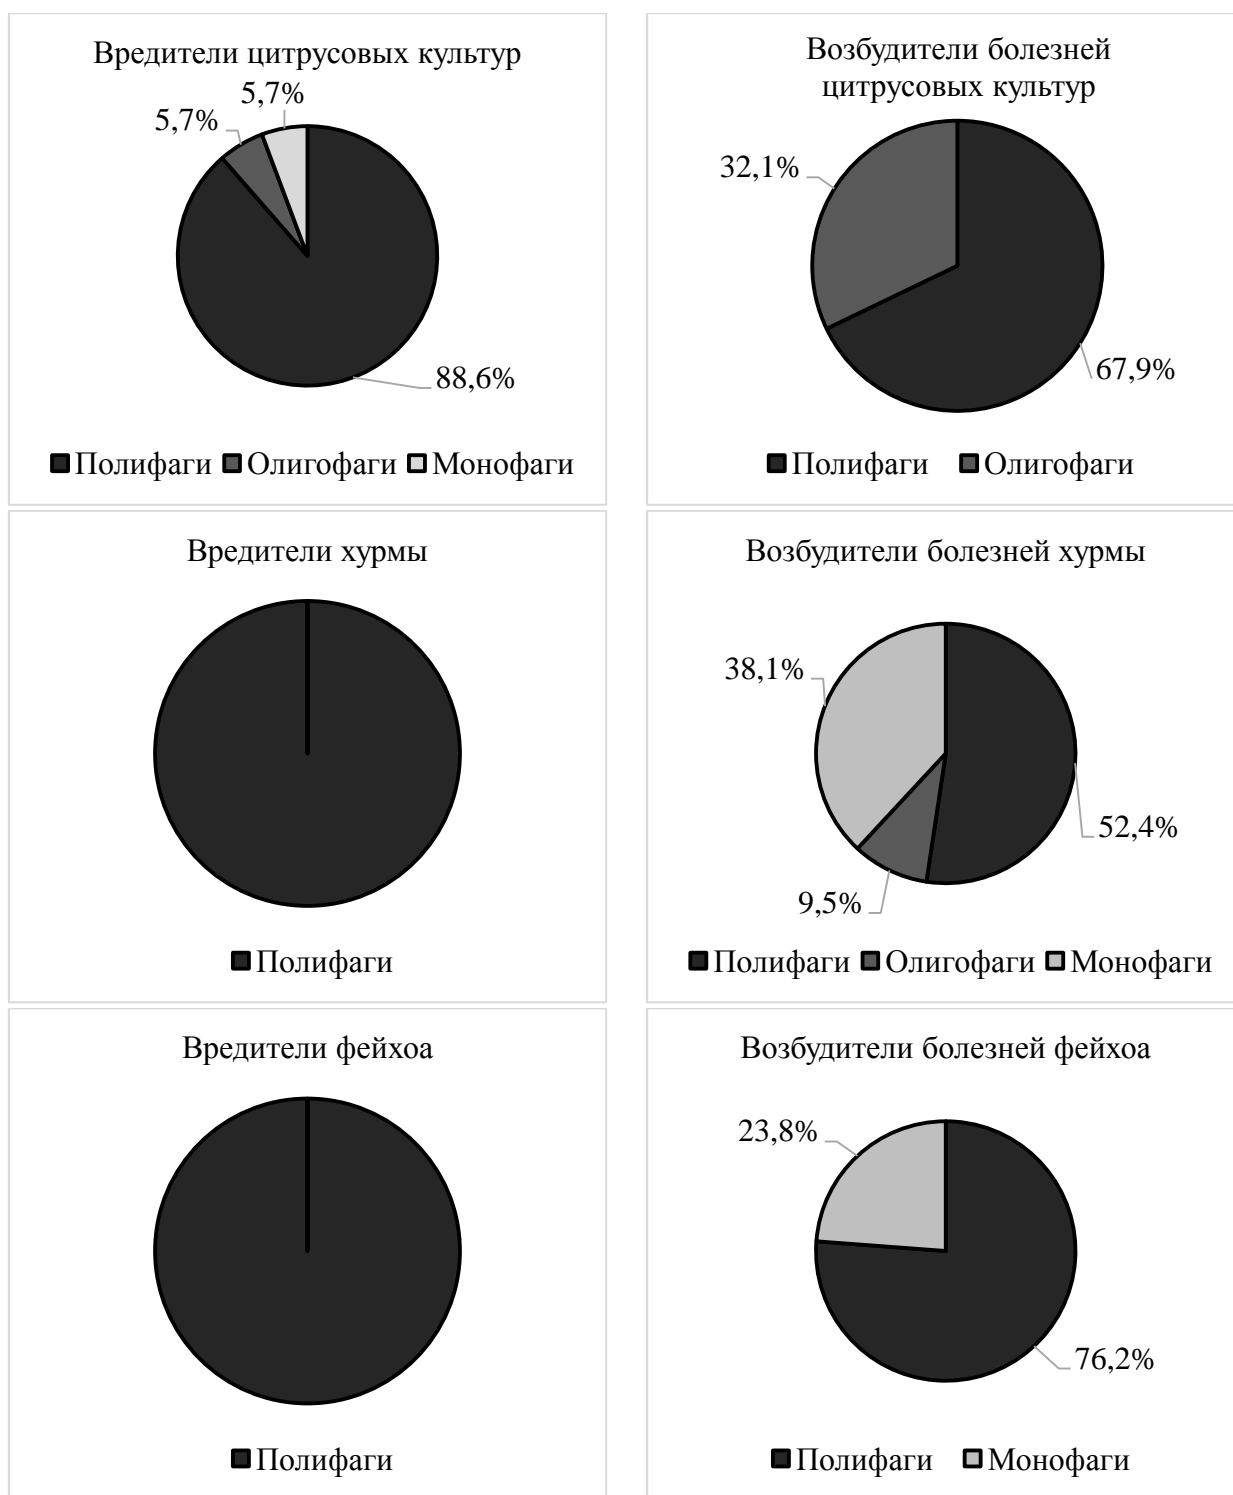 Вредители цитрусовых культур
5,7%
5,7%
88,6%
Полифаги Олигофаги Монофаги
Возбудители болезней
цитрусовых культур
32,1%
67,9%
Полифаги Олигофаги
Вредители хурмы
Полифаги
Возбудители болезней хурмы
38,1%
52,4%
9,5%
Полифаги Олигофаги Монофаги
Вредители фейхоа
Полифаги
Возбудители болезней фейхоа
23,8%
76,2%
Полифаги Монофаги